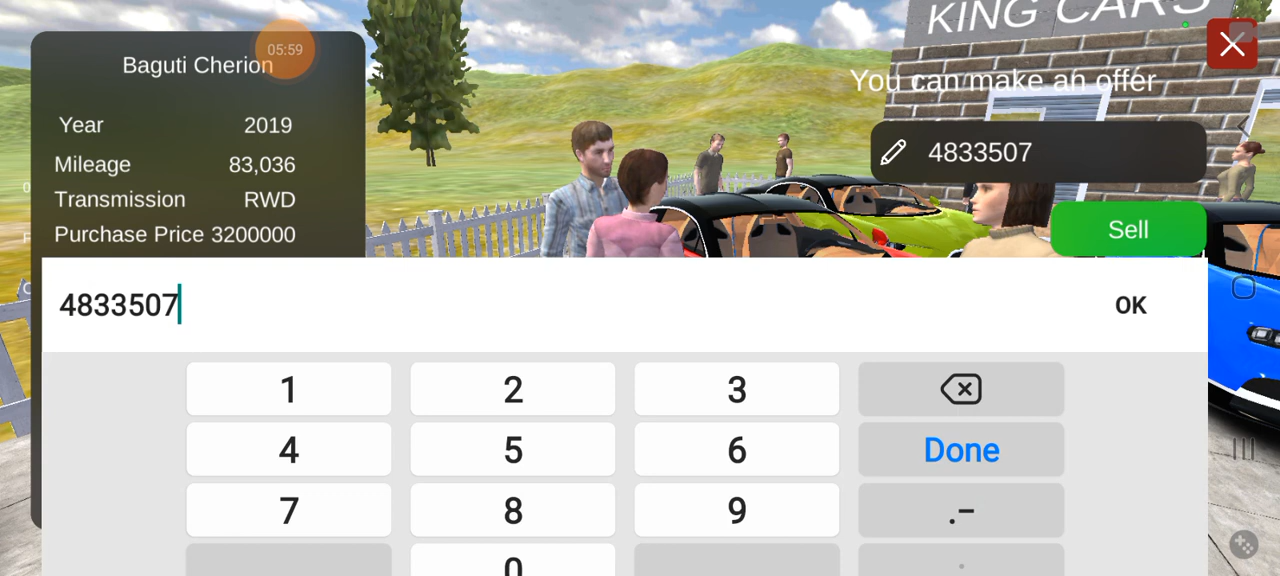 KING CARS
05:59
Baguti Cherion
You can make an offer
Year 2019
4833507
Mileage 83,036
Transmission RWD
Purchase Price 3200000
Sell
4833507
OK
1 2 3
4 5 6 Done
7 8 9 .-
0